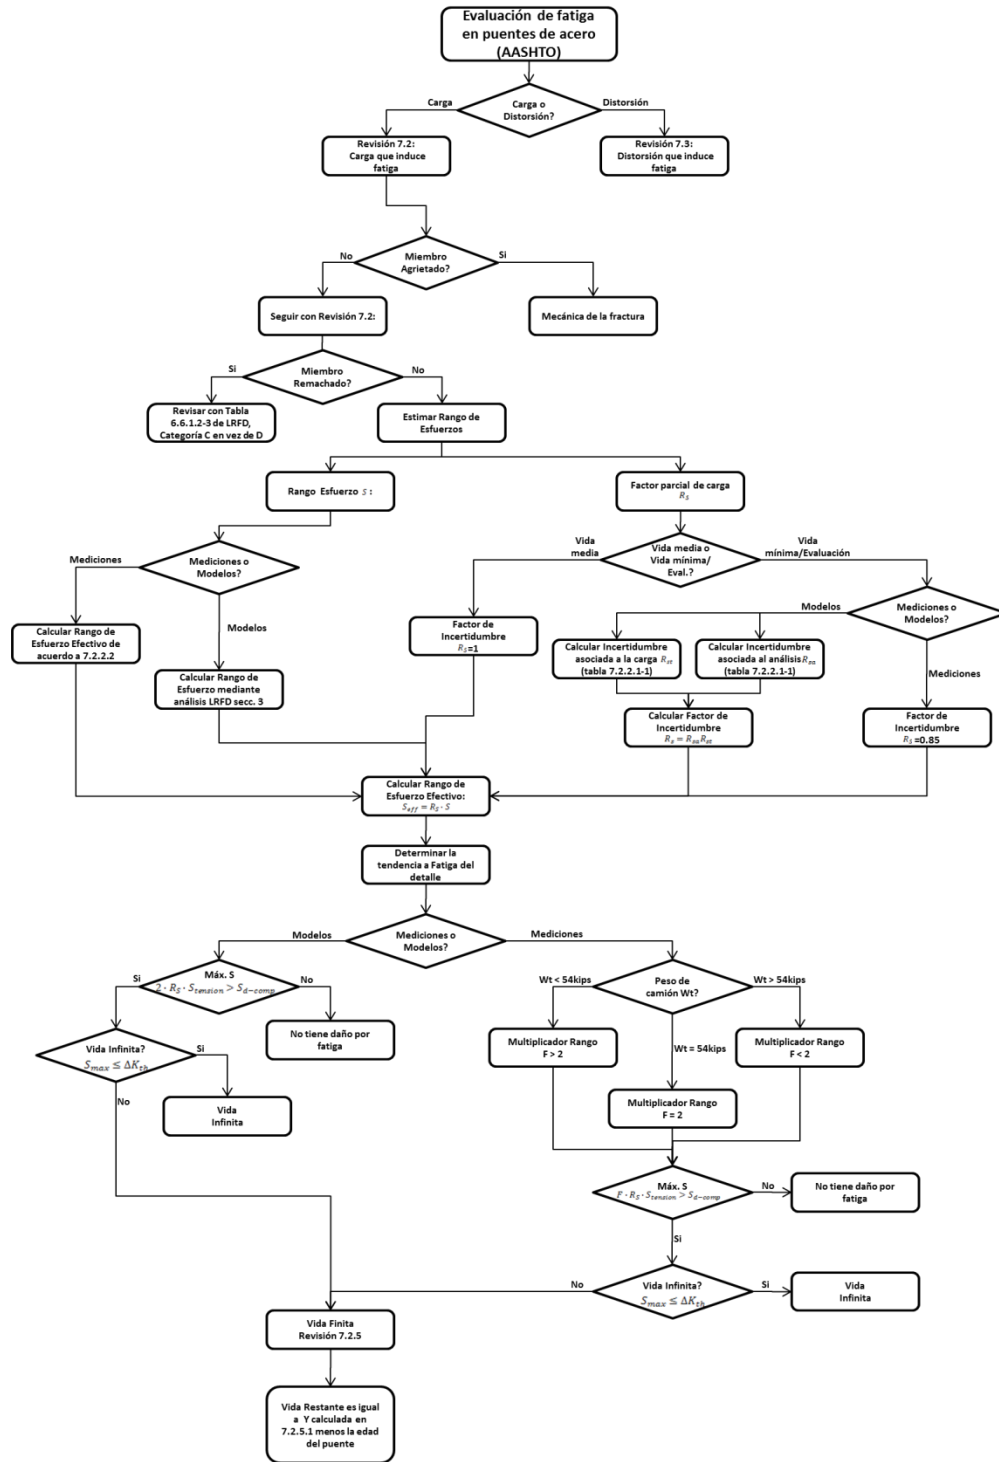 Evaluación de fatiga
en puentes de acero
(AASHTO)
Carga
Carga o
Distorsión?
Distorsión
Revisión 7.2:
Carga que induce
fatiga
Revisión 7.3:
Distorsión que induce
fatiga
No
Miembro
Agrietado?
Si
Seguir con Revisión 7.2:
Mecánica de la fractura
Si
Miembro
Remachado?
No
Revisar con Tabla
6.6.1.2-3 de LRFD,
Categoría C en vez de D
Estimar Rango de
Esfuerzos
Rango Esfuerzo S :
Factor parcial de carga
R_S
Mediciones
Mediciones o
Modelos?
Modelos
Vida
media
Vida media o
Vida mínima/
Eval.?
Vida
mínima/Evaluación
Calcular Rango de
Esfuerzo Efectivo de
acuerdo a 7.2.2.2
Calcular Rango de
Esfuerzo mediante
análisis LRFD secc. 3
Factor de
Incertidumbre
R_S=1
Modelos
Mediciones o
Modelos?
Mediciones
Calcular Incertidumbre
asociada a la carga R_st
(tabla 7.2.2.1-1)
Calcular Incertidumbre
asociada al análisis R_sa
(tabla 7.2.2.1-1)
Calcular Factor de
Incertidumbre
R_s = R_sa R_st
Factor de
Incertidumbre
R_S =0.85
Calcular Rango de
Esfuerzo Efectivo:
S_eff = R_S · S
Determinar la
tendencia a Fatiga del
detalle
Modelos
Mediciones o
Modelos?
Mediciones
Si
Máx. S
2 · R_S · S_tension > S_d-comp
No
No tiene daño por
fatiga
Vida Infinita?
S_max ≤ ΔK_th
Si
No
Vida
Infinita
Wt < 54kips
Peso de
camión Wt?
Wt > 54kips
Multiplicador Rango
F > 2
Wt = 54kips
Multiplicador Rango
F < 2
Multiplicador Rango
F = 2
Máx. S
F · R_S · S_tension > S_d-comp
No
No tiene daño por
fatiga
Si
No
Vida Infinita?
S_max ≤ ΔK_th
Si
Vida
Infinita
Vida Finita
Revisión 7.2.5
Vida Restante es igual
a Y calculada en
7.2.5.1 menos la edad
del puente